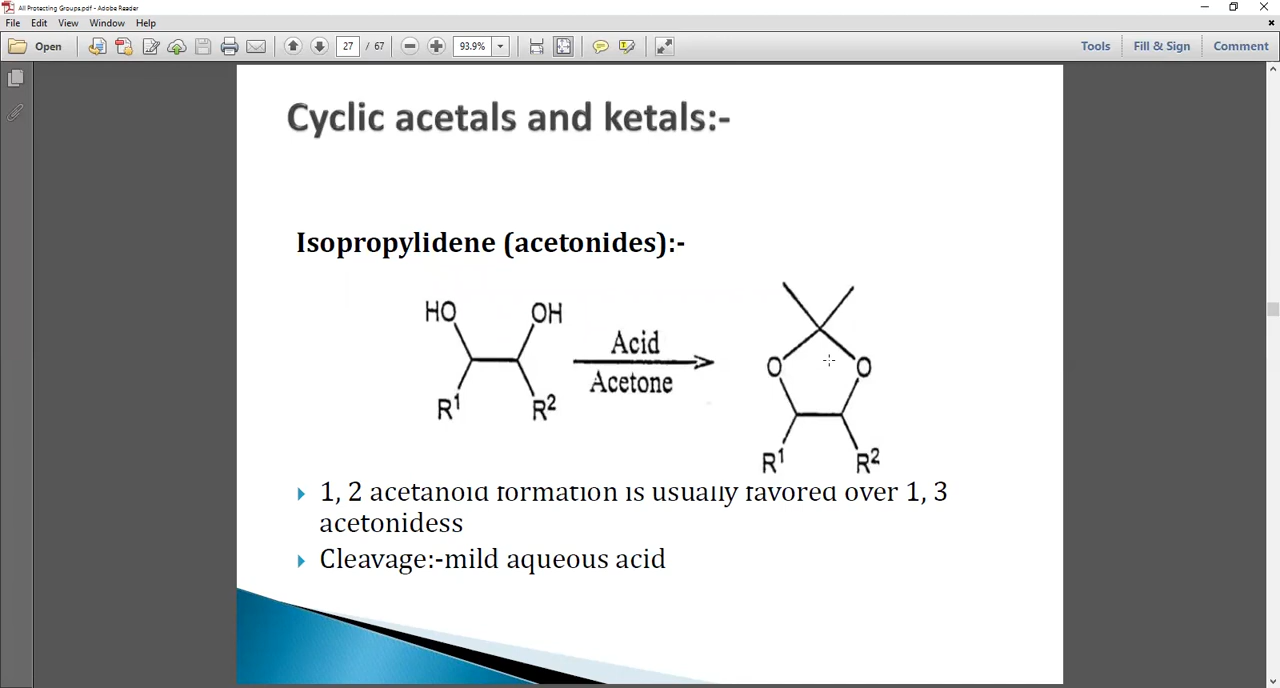 All Protecting Groups.pdf - Adobe Reader
File Edit View Window Help
Open 27 / 67 93.9% Tools Fill & Sign Comment
Cyclic acetals and ketals:-
Isopropylidene (acetonides):-
HO OH
Acid
Acetone
O O
R1 R2
R1 R2
1, 2 acetanoid formation is usually favored over 1, 3
acetonidess
Cleavage:-mild aqueous acid